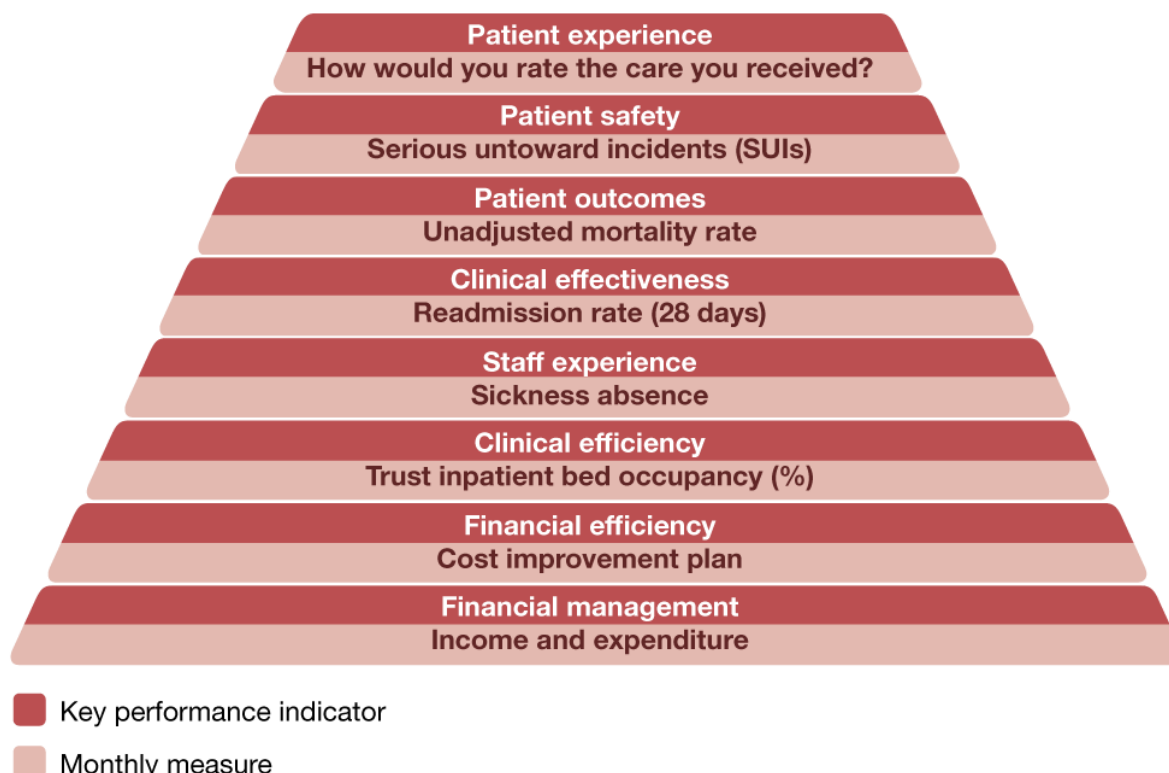 Patient experience
How would you rate the care you received?
Patient safety
Serious untoward incidents (SUIs)
Patient outcomes
Unadjusted mortality rate
Clinical effectiveness
Readmission rate (28 days)
Staff experience
Sickness absence
Clinical efficiency
Trust inpatient bed occupancy (%)
Financial efficiency
Cost improvement plan
Financial management
Income and expenditure
Key performance indicator
Monthly measure